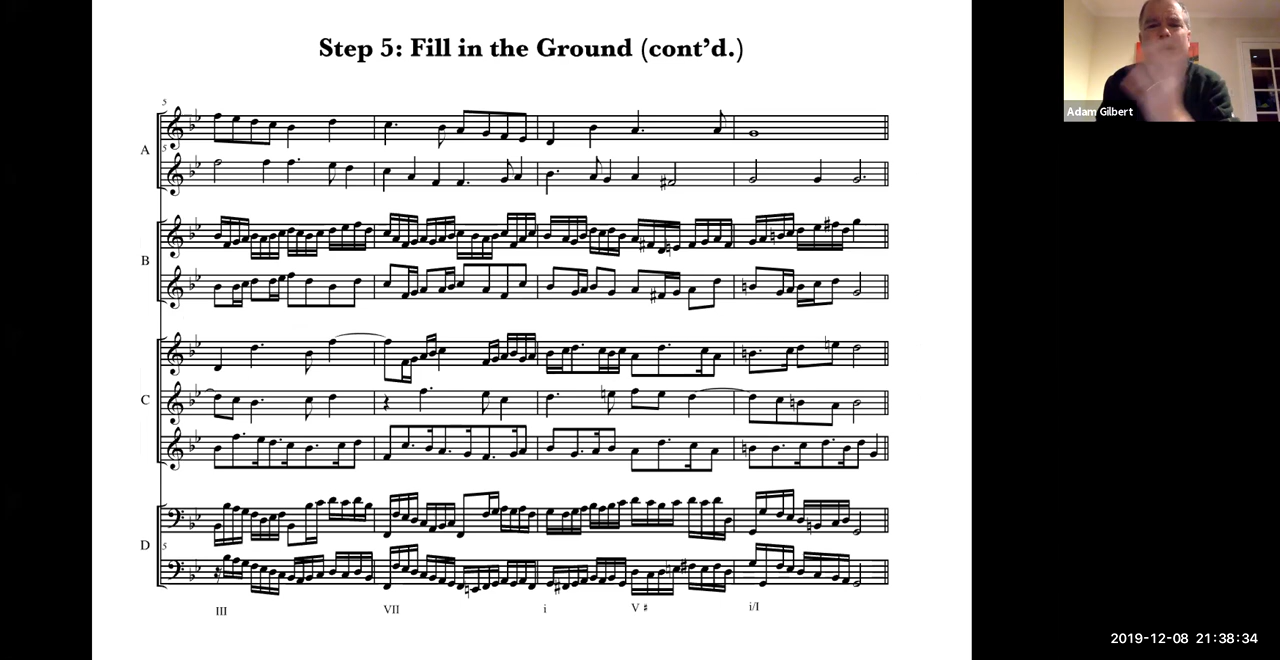 Step 5: Fill in the Ground (cont’d.)
Adam Gilbert
5
A
5
B
C
D
5
III VII i V♯ i/I
2019-12-08 21:38:34